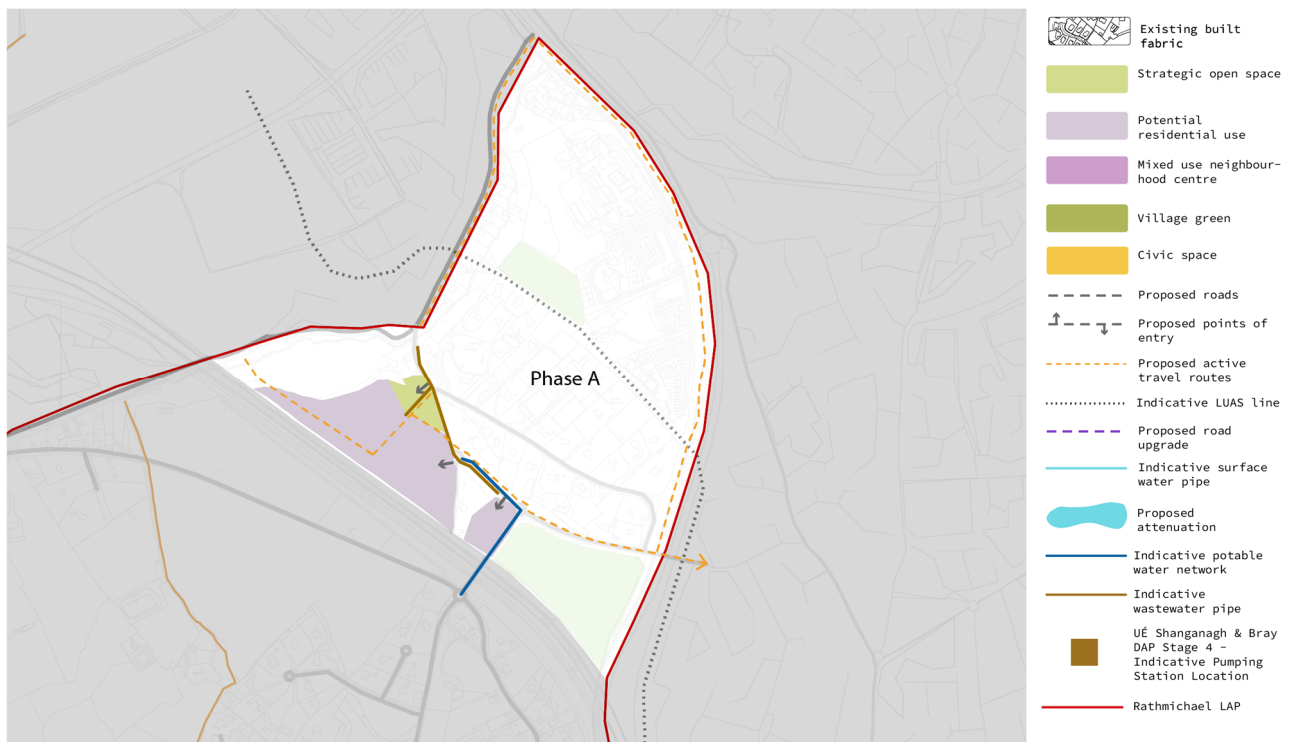 Phase A
Existing built
fabric
Strategic open space
Potential
residential use
Mixed use neighbour-
hood centre
Village green
Civic space
Proposed roads
Proposed points of
entry
Proposed active
travel routes
Indicative LUAS line
Proposed road
upgrade
Indicative surface
water pipe
Proposed
attenuation
Indicative potable
water network
Indicative
wastewater pipe
UÉ Shanganagh & Bray
DAP Stage 4 –
Indicative Pumping
Station Location
Rathmichael LAP